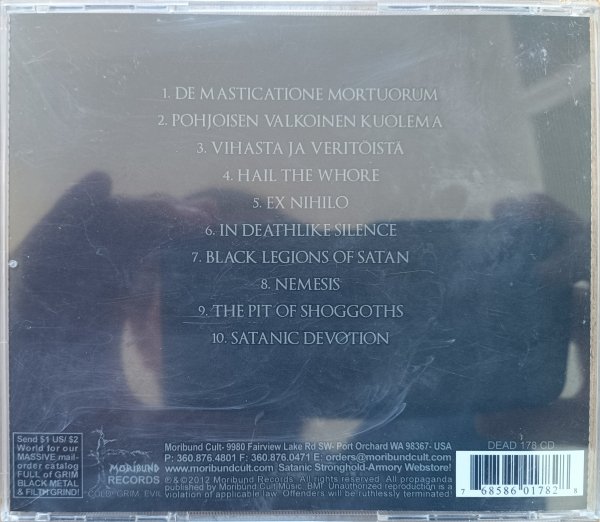 1. DE MASTICATIONE MORTUORUM
2. POHJOISEN VALKOINEN KUOLEMA
3. VIHASTA JA VERITÖISTÄ
4. HAIL THE WHORE
5. EX NIHILO
6. IN DEATHLIKE SILENCE
7. BLACK LEGIONS OF SATAN
8. NEMESIS
9. THE PIT OF SHOGGOTHS
10. SATANIC DEVOTION
Send $1 US/ $2
World for our
MASSIVE mail-
order catalog
FULL of GRIM
BLACK METAL
& FILTH GRIND!
MORIBUND
RECORDS
COLD, GRIM, EVIL
Moribund Cult- 9980 Fairview Lake Rd SW- Port Orchard WA 98367- USA
P: 360.876.4801 F: 360.876.0471 E: orders@moribundcult.com
www.moribundcult.com Satanic Stronghold-Armory Webstore!
℗ & © 2012 Moribund Records. All rights reserved. All propaganda
published by Moribund Cult Music. BMI Unauthorized reproduction is a
violation of applicable law. Offenders will be ruthlessly terminated!
DEAD 178 CD
7 68586 01782 8